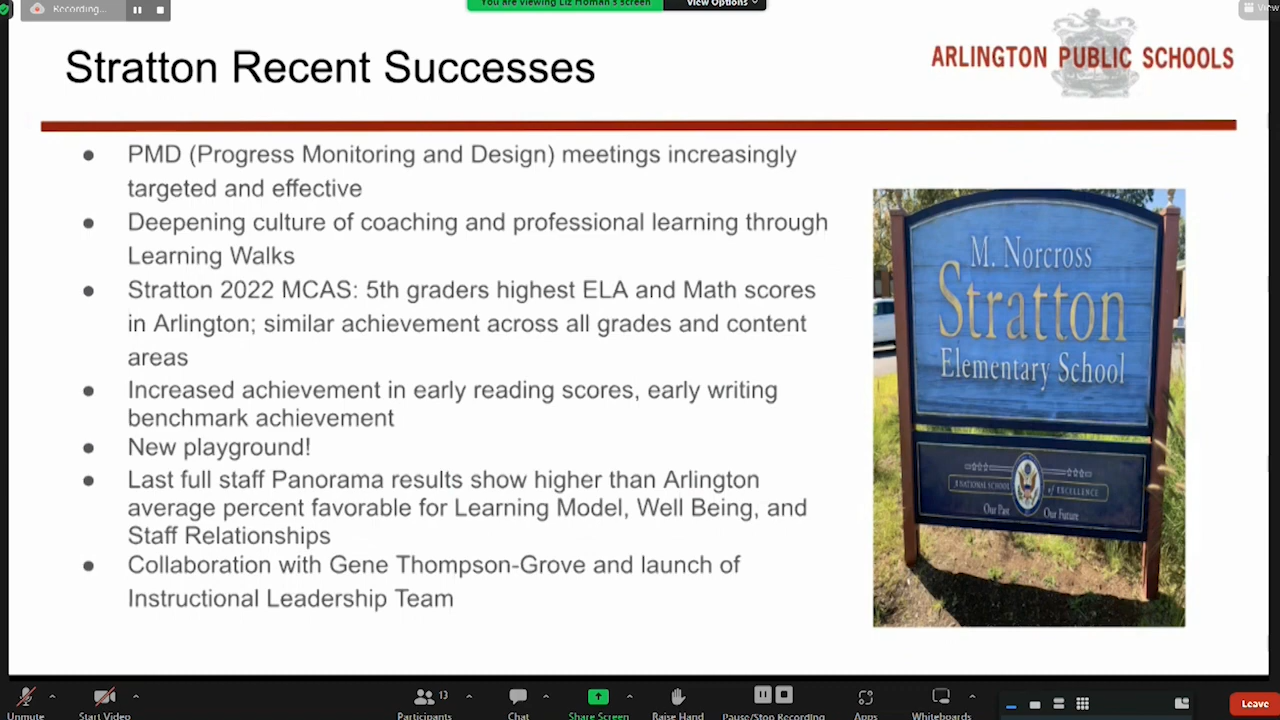 Recording...
You are viewing Liz Homan's screen
View Options
View
Stratton Recent Successes
ARLINGTON PUBLIC SCHOOLS
PMD (Progress Monitoring and Design) meetings increasingly
targeted and effective
Deepening culture of coaching and professional learning through
Learning Walks
Stratton 2022 MCAS: 5th graders highest ELA and Math scores
in Arlington; similar achievement across all grades and content
areas
Increased achievement in early reading scores, early writing
benchmark achievement
New playground!
Last full staff Panorama results show higher than Arlington
average percent favorable for Learning Model, Well Being, and
Staff Relationships
Collaboration with Gene Thompson-Grove and launch of
Instructional Leadership Team
M. Norcross
Stratton
Elementary School
A NATIONAL SCHOOL of EXCELLENCE
Our Past Our Future
Unmute
Start Video
13
Participants
Chat
Share Screen
Raise Hand
Pause/Stop Recording
Apps
Whiteboards
Leave